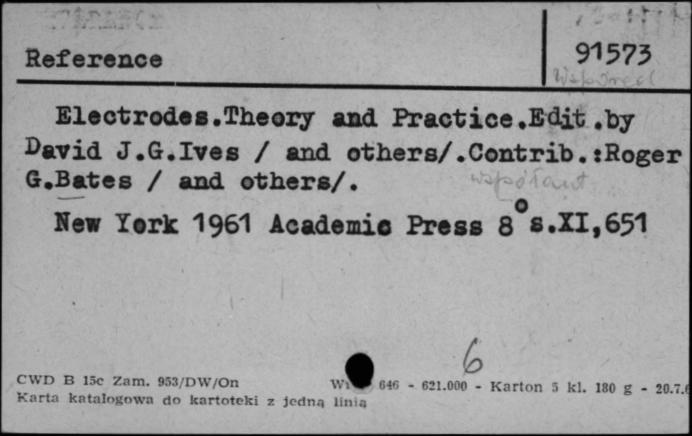 Reference
91573
Electrodes.Theory and Practice.Edit.by
David J.G.Ives / and others/.Contrib.:Roger
G.Bates / and others/.
współaut
New York 1961 Academic Press 8° s.XI,651
6
CWD B 15c Zam. 953/DW/On 646 - 621.000 - Karton 5 kl. 180 g - 20.7.6
Karta katalogowa do kartoteki z jedną linią